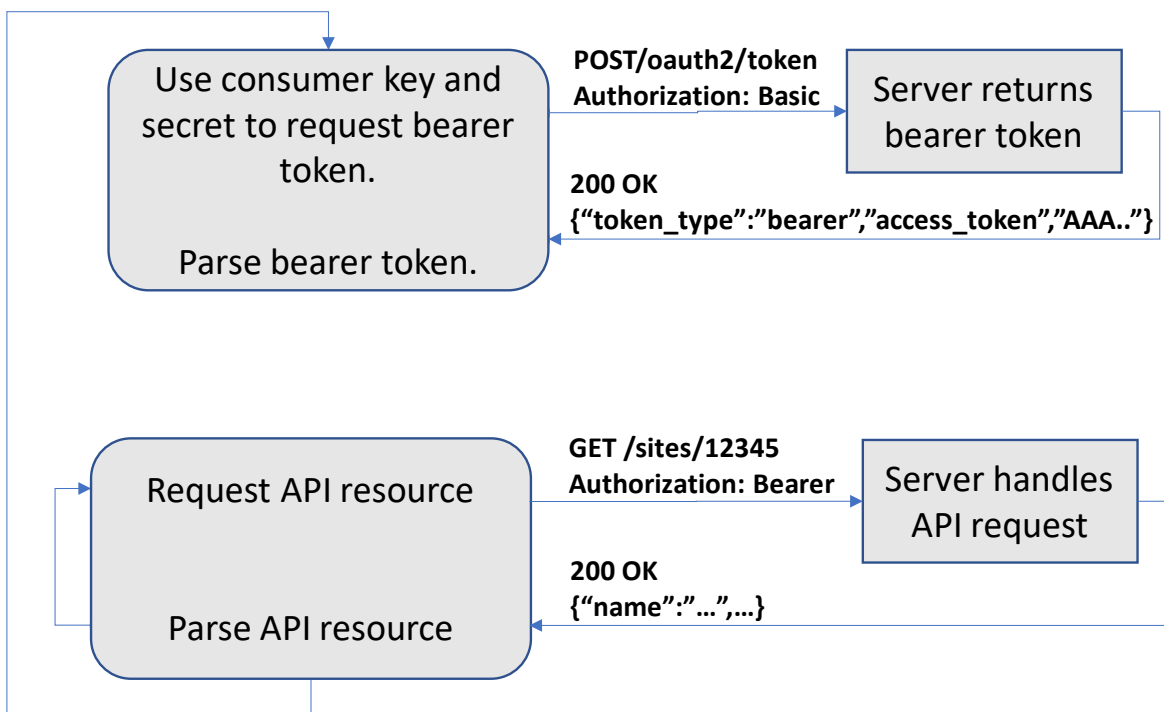 Use consumer key and
secret to request bearer
token.
Parse bearer token.
POST/oauth2/token
Authorization: Basic
Server returns
bearer token
200 OK
{“token_type”:”bearer”,”access_token”,”AAA..”}
Request API resource
Parse API resource
GET /sites/12345
Authorization: Bearer
Server handles
API request
200 OK
{“name”:”…”,…}